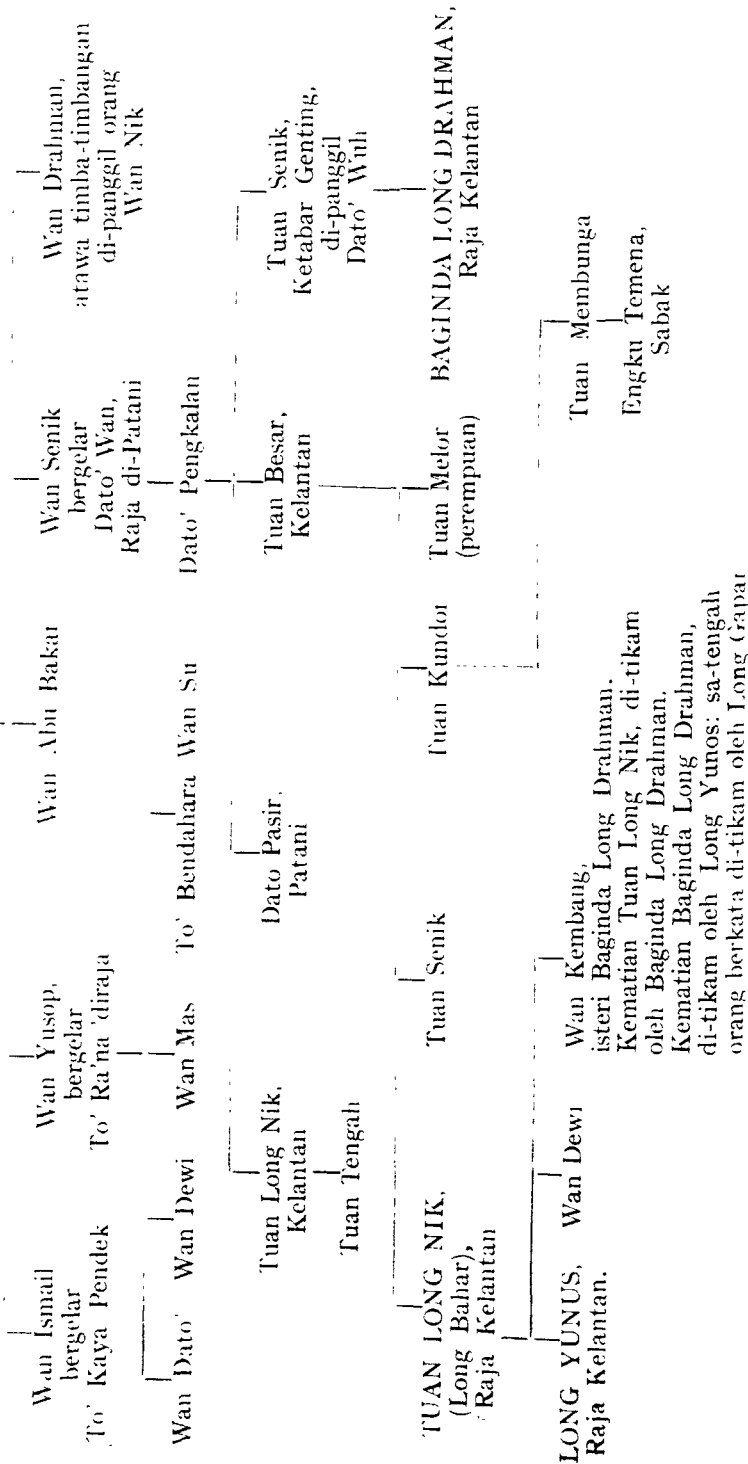 Wan Ismail
bergelar
To' Kaya Pendek
Wan Yusop,
bergelar
To' Ra'na 'diraja
Wan Abu Bakar
Wan Senik
bergelar
Dato' Wan,
Raja di-Patani
Wan Drahman,
atawa timba-timbangan
di-panggil orang
Wan Nik
Wan Dato'
Wan Dewi
Wan Mas
To' Bendahara
Wan Su
Dato' Pengkalan
Tuan Long Nik,
Kelantan
Tuan Tengah
Dato Pasir,
Patani
Tuan Besar,
Kelantan
Tuan Senik,
Ketabar Genting,
di-panggil
Dato'
TUAN LONG NIK,
(Long Bahar),
Raja Kelantan
Tuan Senik
Tuan Kundor
Tuan Melor
(perempuan)
BAGINDA LONG DRAHMAN,
Raja Kelantan
LONG YUNUS,
Raja Kelantan.
Wan Dewi
Wan Kembang,
isteri Baginda Long Drahman.
Kematian Tuan Long Nik, di-tikam
oleh Baginda Long Drahman.
Kematian Baginda Long Drahman,
di-tikam oleh Long Yunos: sa-tengah
orang berkata di-tikam oleh Long Gapar
Tuan Membunga
Engku Temena,
Sabak